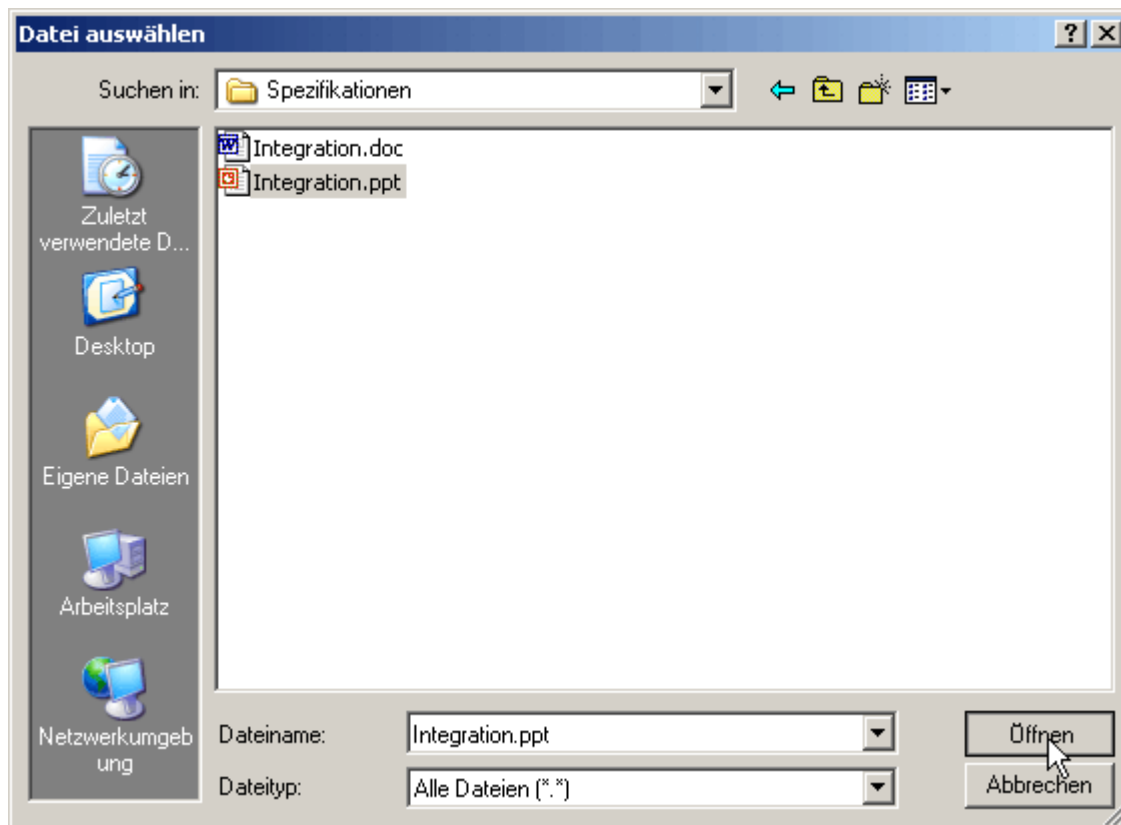 Datei auswählen
Suchen in: Spezifikationen
Integration.doc
Integration.ppt
Zuletzt
verwendete D...
Desktop
Eigene Dateien
Arbeitsplatz
Netzwerkumgeb
ung
Dateiname: Integration.ppt Öffnen
Dateityp: Alle Dateien (*.*) Abbrechen